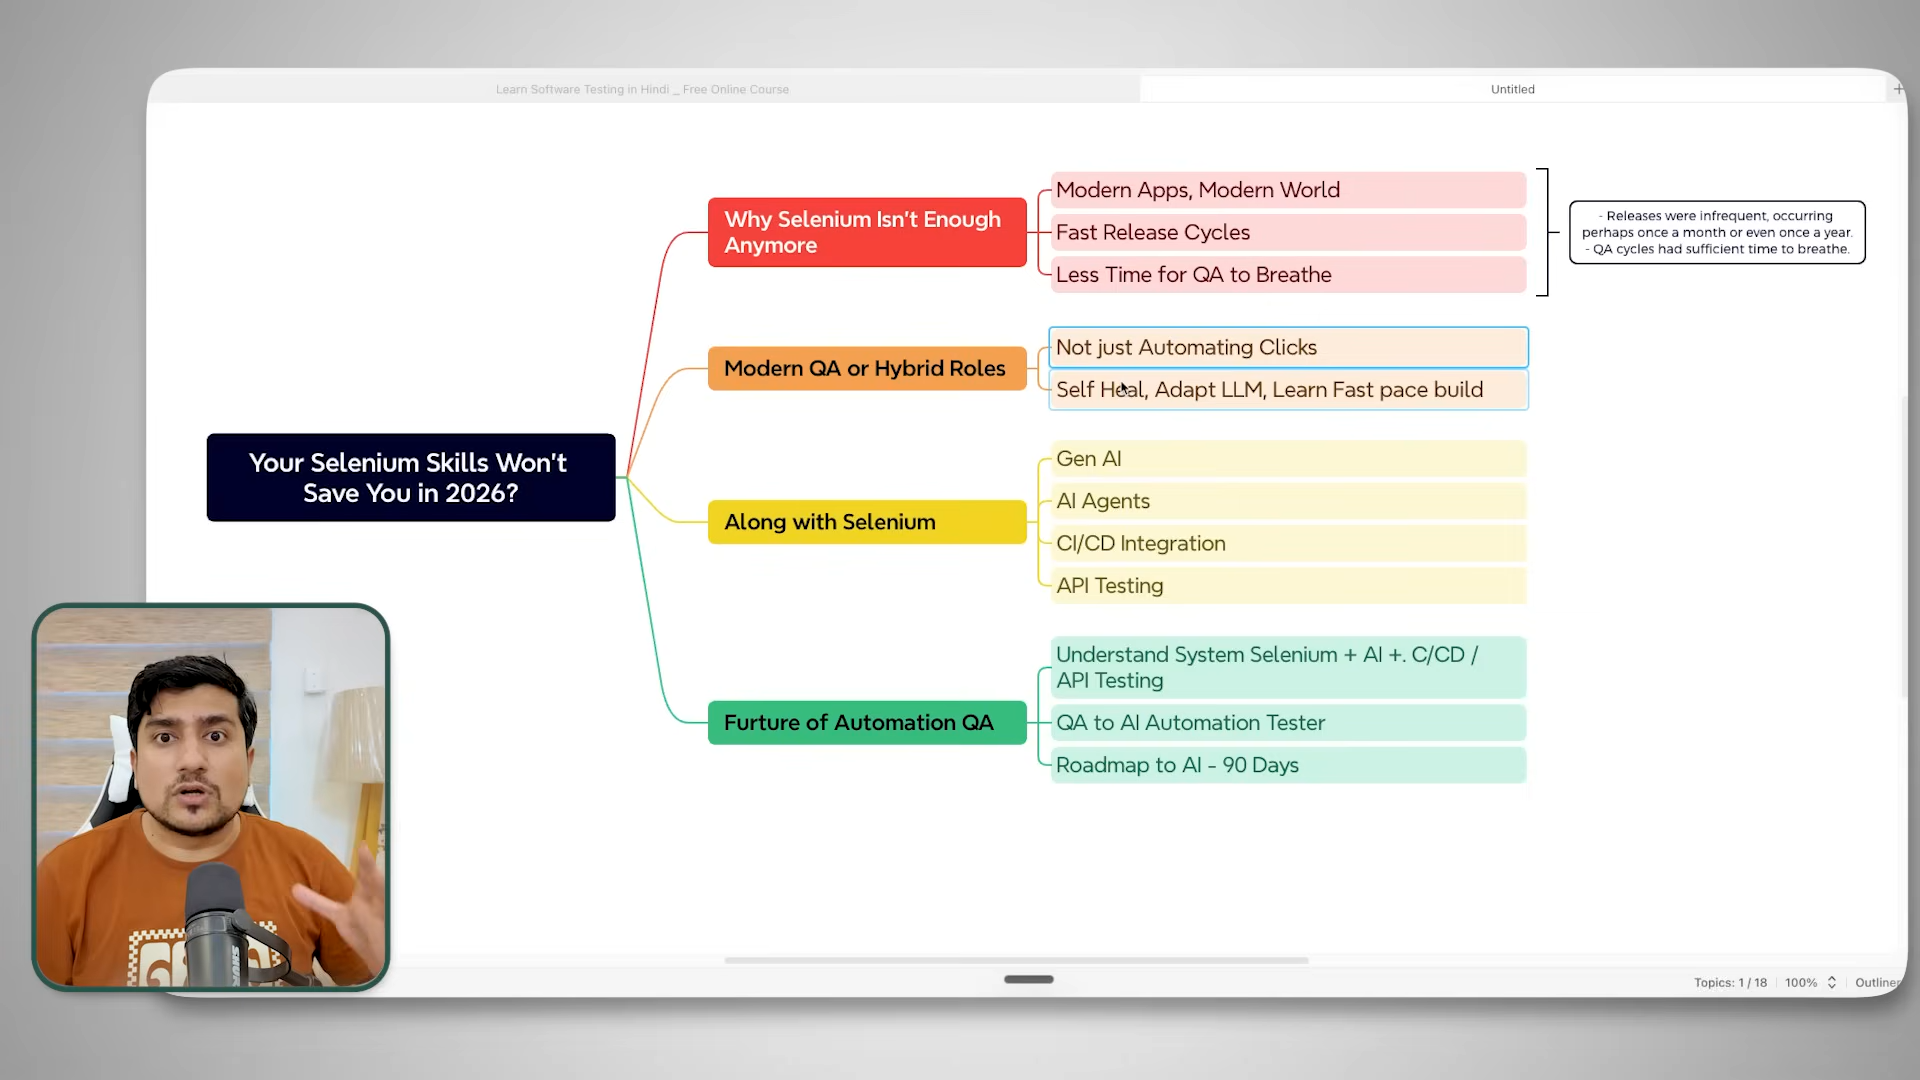 Learn Software Testing in Hindi _ Free Online Course
Untitled
+
Your Selenium Skills Won't
Save You in 2026?
Why Selenium Isn't Enough
Anymore
Modern Apps, Modern World
Fast Release Cycles
Less Time for QA to Breathe
- Releases were infrequent, occurring
perhaps once a month or even once a year.
- QA cycles had sufficient time to breathe.
Modern QA or Hybrid Roles
Not just Automating Clicks
Self Heal, Adapt LLM, Learn Fast pace build
Along with Selenium
Gen AI
AI Agents
CI/CD Integration
API Testing
Furture of Automation QA
Understand System Selenium + AI +. C/CD /
API Testing
QA to AI Automation Tester
Roadmap to AI - 90 Days
Topics: 1 / 18
100%
Outliner